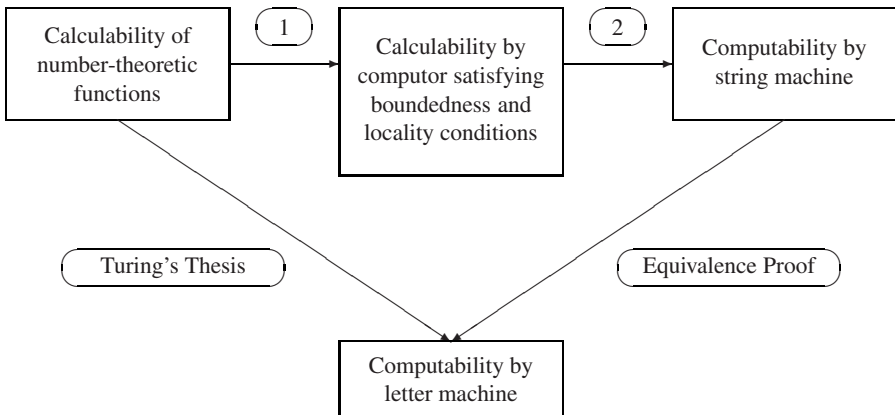 Calculability of
number-theoretic
functions
1
Calculability by
computor satisfying
boundedness and
locality conditions
2
Computability by
string machine
Turing's Thesis
Equivalence Proof
Computability by
letter machine